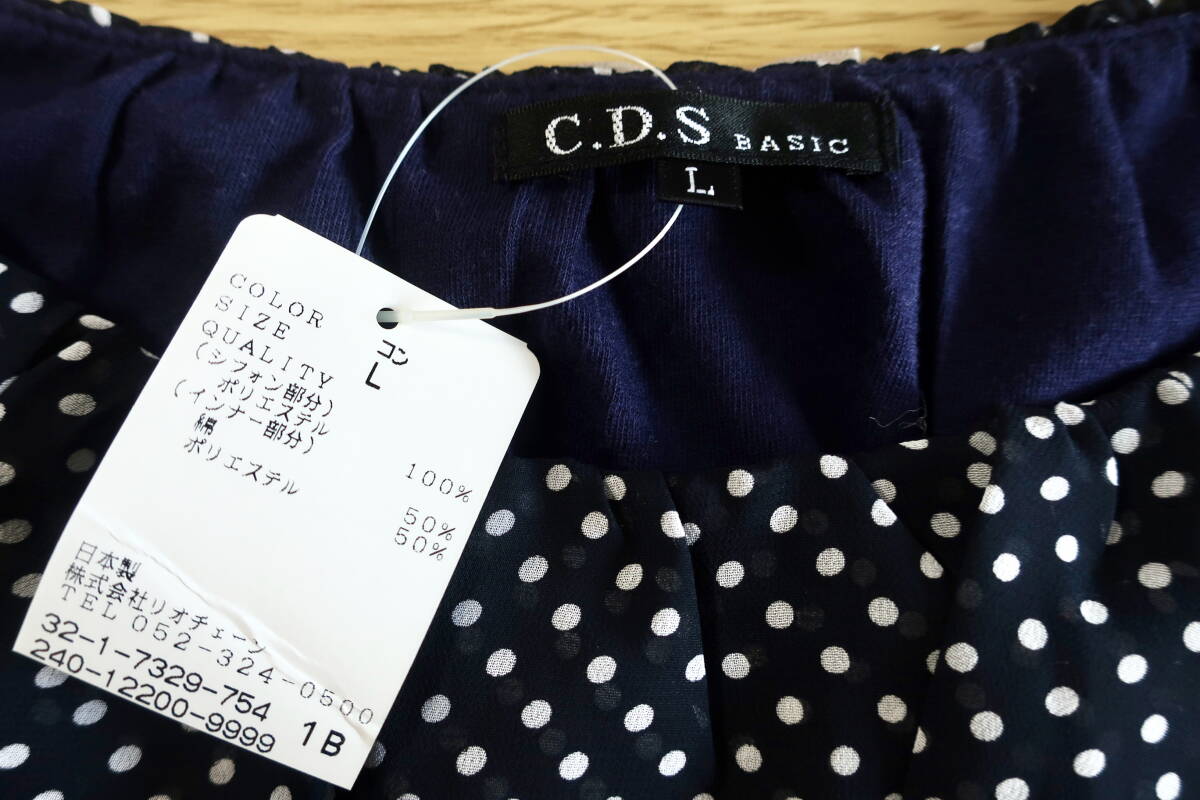 C.D.S BASIC
L
COLOR コン
SIZE L
QUALITY
(シフォン部分)
ポリエステル 100%
(インナー部分)
綿 50%
ポリエステル 50%
日本製
株式会社リオチェーン
TEL 052-324-0500
32-1-7329-754
240-12200-9999 1B